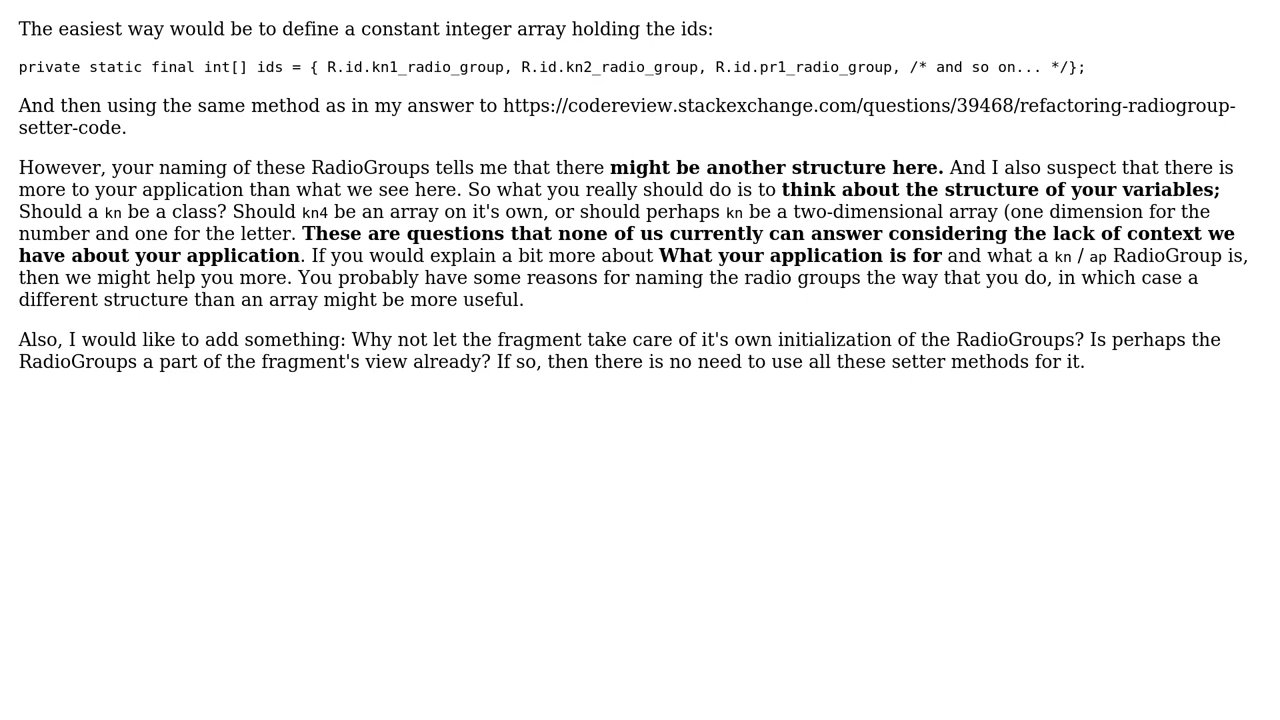 The easiest way would be to define a constant integer array holding the ids:
private static final int[] ids = { R.id.kn1_radio_group, R.id.kn2_radio_group, R.id.pr1_radio_group, /* and so on... */};
And then using the same method as in my answer to https://codereview.stackexchange.com/questions/39468/refactoring-radiogroup-
setter-code.
However, your naming of these RadioGroups tells me that there might be another structure here. And I also suspect that there is
more to your application than what we see here. So what you really should do is to think about the structure of your variables;
Should a kn be a class? Should kn4 be an array on it's own, or should perhaps kn be a two-dimensional array (one dimension for the
number and one for the letter. These are questions that none of us currently can answer considering the lack of context we
have about your application. If you would explain a bit more about What your application is for and what a kn / ap RadioGroup is,
then we might help you more. You probably have some reasons for naming the radio groups the way that you do, in which case a
different structure than an array might be more useful.
Also, I would like to add something: Why not let the fragment take care of it's own initialization of the RadioGroups? Is perhaps the
RadioGroups a part of the fragment's view already? If so, then there is no need to use all these setter methods for it.